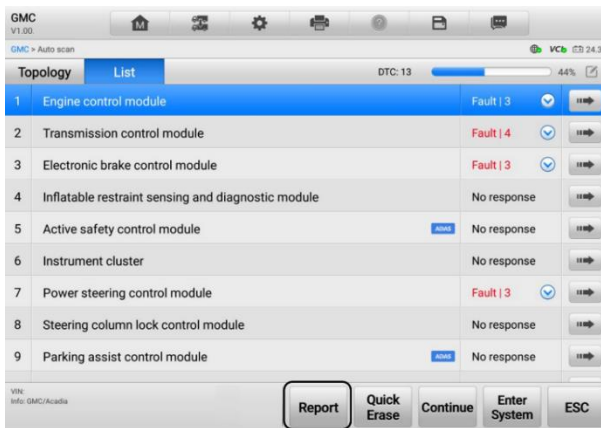 GMC
V1.00.
M
?
GMC > Auto scan
VCI 24.3
Topology List DTC: 13 44%
1 Engine control module Fault | 3
2 Transmission control module Fault | 4
3 Electronic brake control module Fault | 3
4 Inflatable restraint sensing and diagnostic module No response
5 Active safety control module ADAS No response
6 Instrument cluster No response
7 Power steering control module Fault | 3
8 Steering column lock control module No response
9 Parking assist control module ADAS No response
VIN:
Info: GMC/Acadia
Report Quick Erase Continue Enter System ESC